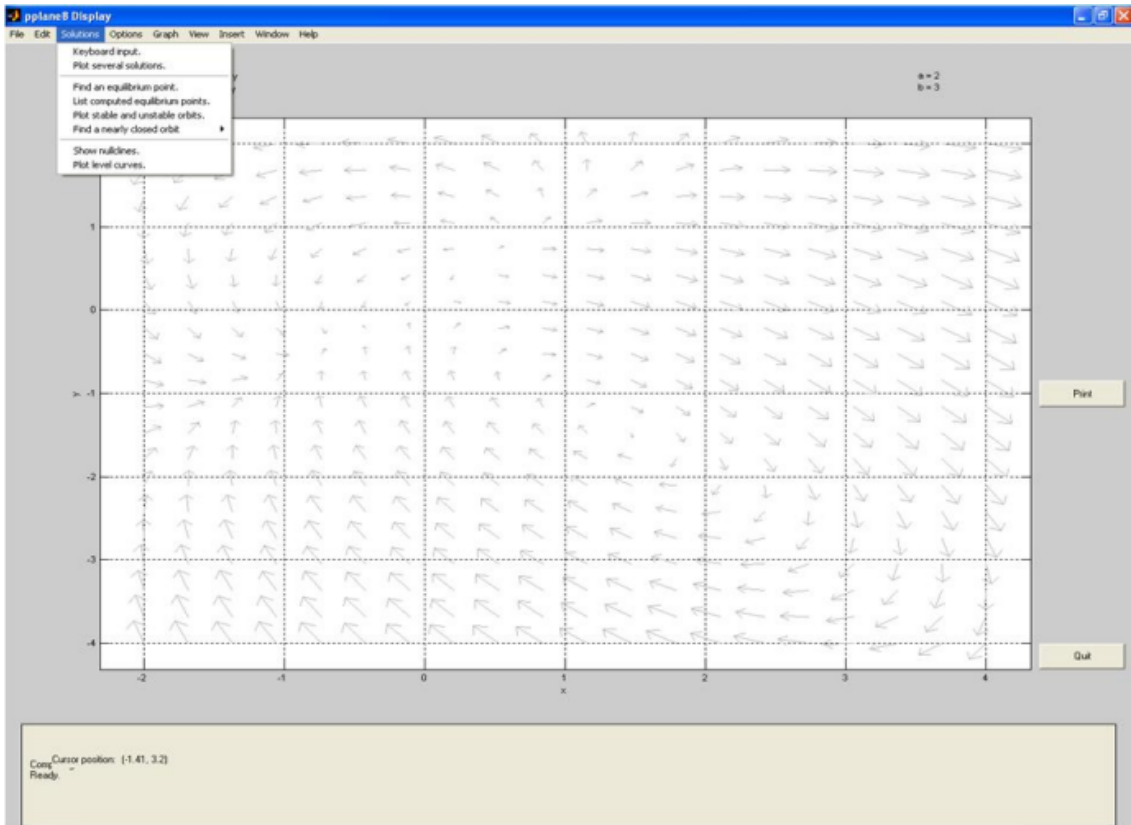 pplane8 Display
File Edit Solutions Options Graph View Insert Window Help
Keyboard input.
Plot several solutions.
Find an equilibrium point.
List computed equilibrium points.
Plot stable and unstable orbits.
Find a nearly closed orbit
Show nullclines.
Plot level curves.
y
y
a = 2
b = 3
1
0
-1
-2
-3
-4
y
-2 -1 0 1 2 3 4
x
Print
Quit
Cursor position: (-1.41, 3.2)
Ready.